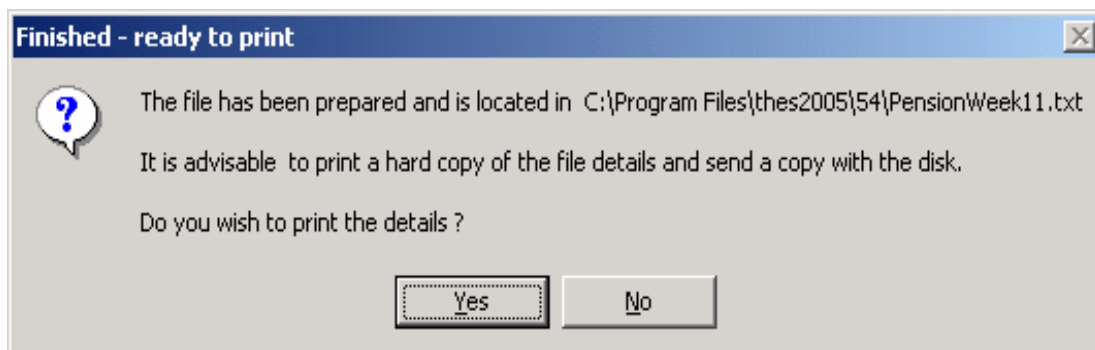 Finished - ready to print
The file has been prepared and is located in C:\Program Files\thes2005\54\PensionWeek11.txt
It is advisable to print a hard copy of the file details and send a copy with the disk.
Do you wish to print the details ?
Yes
No